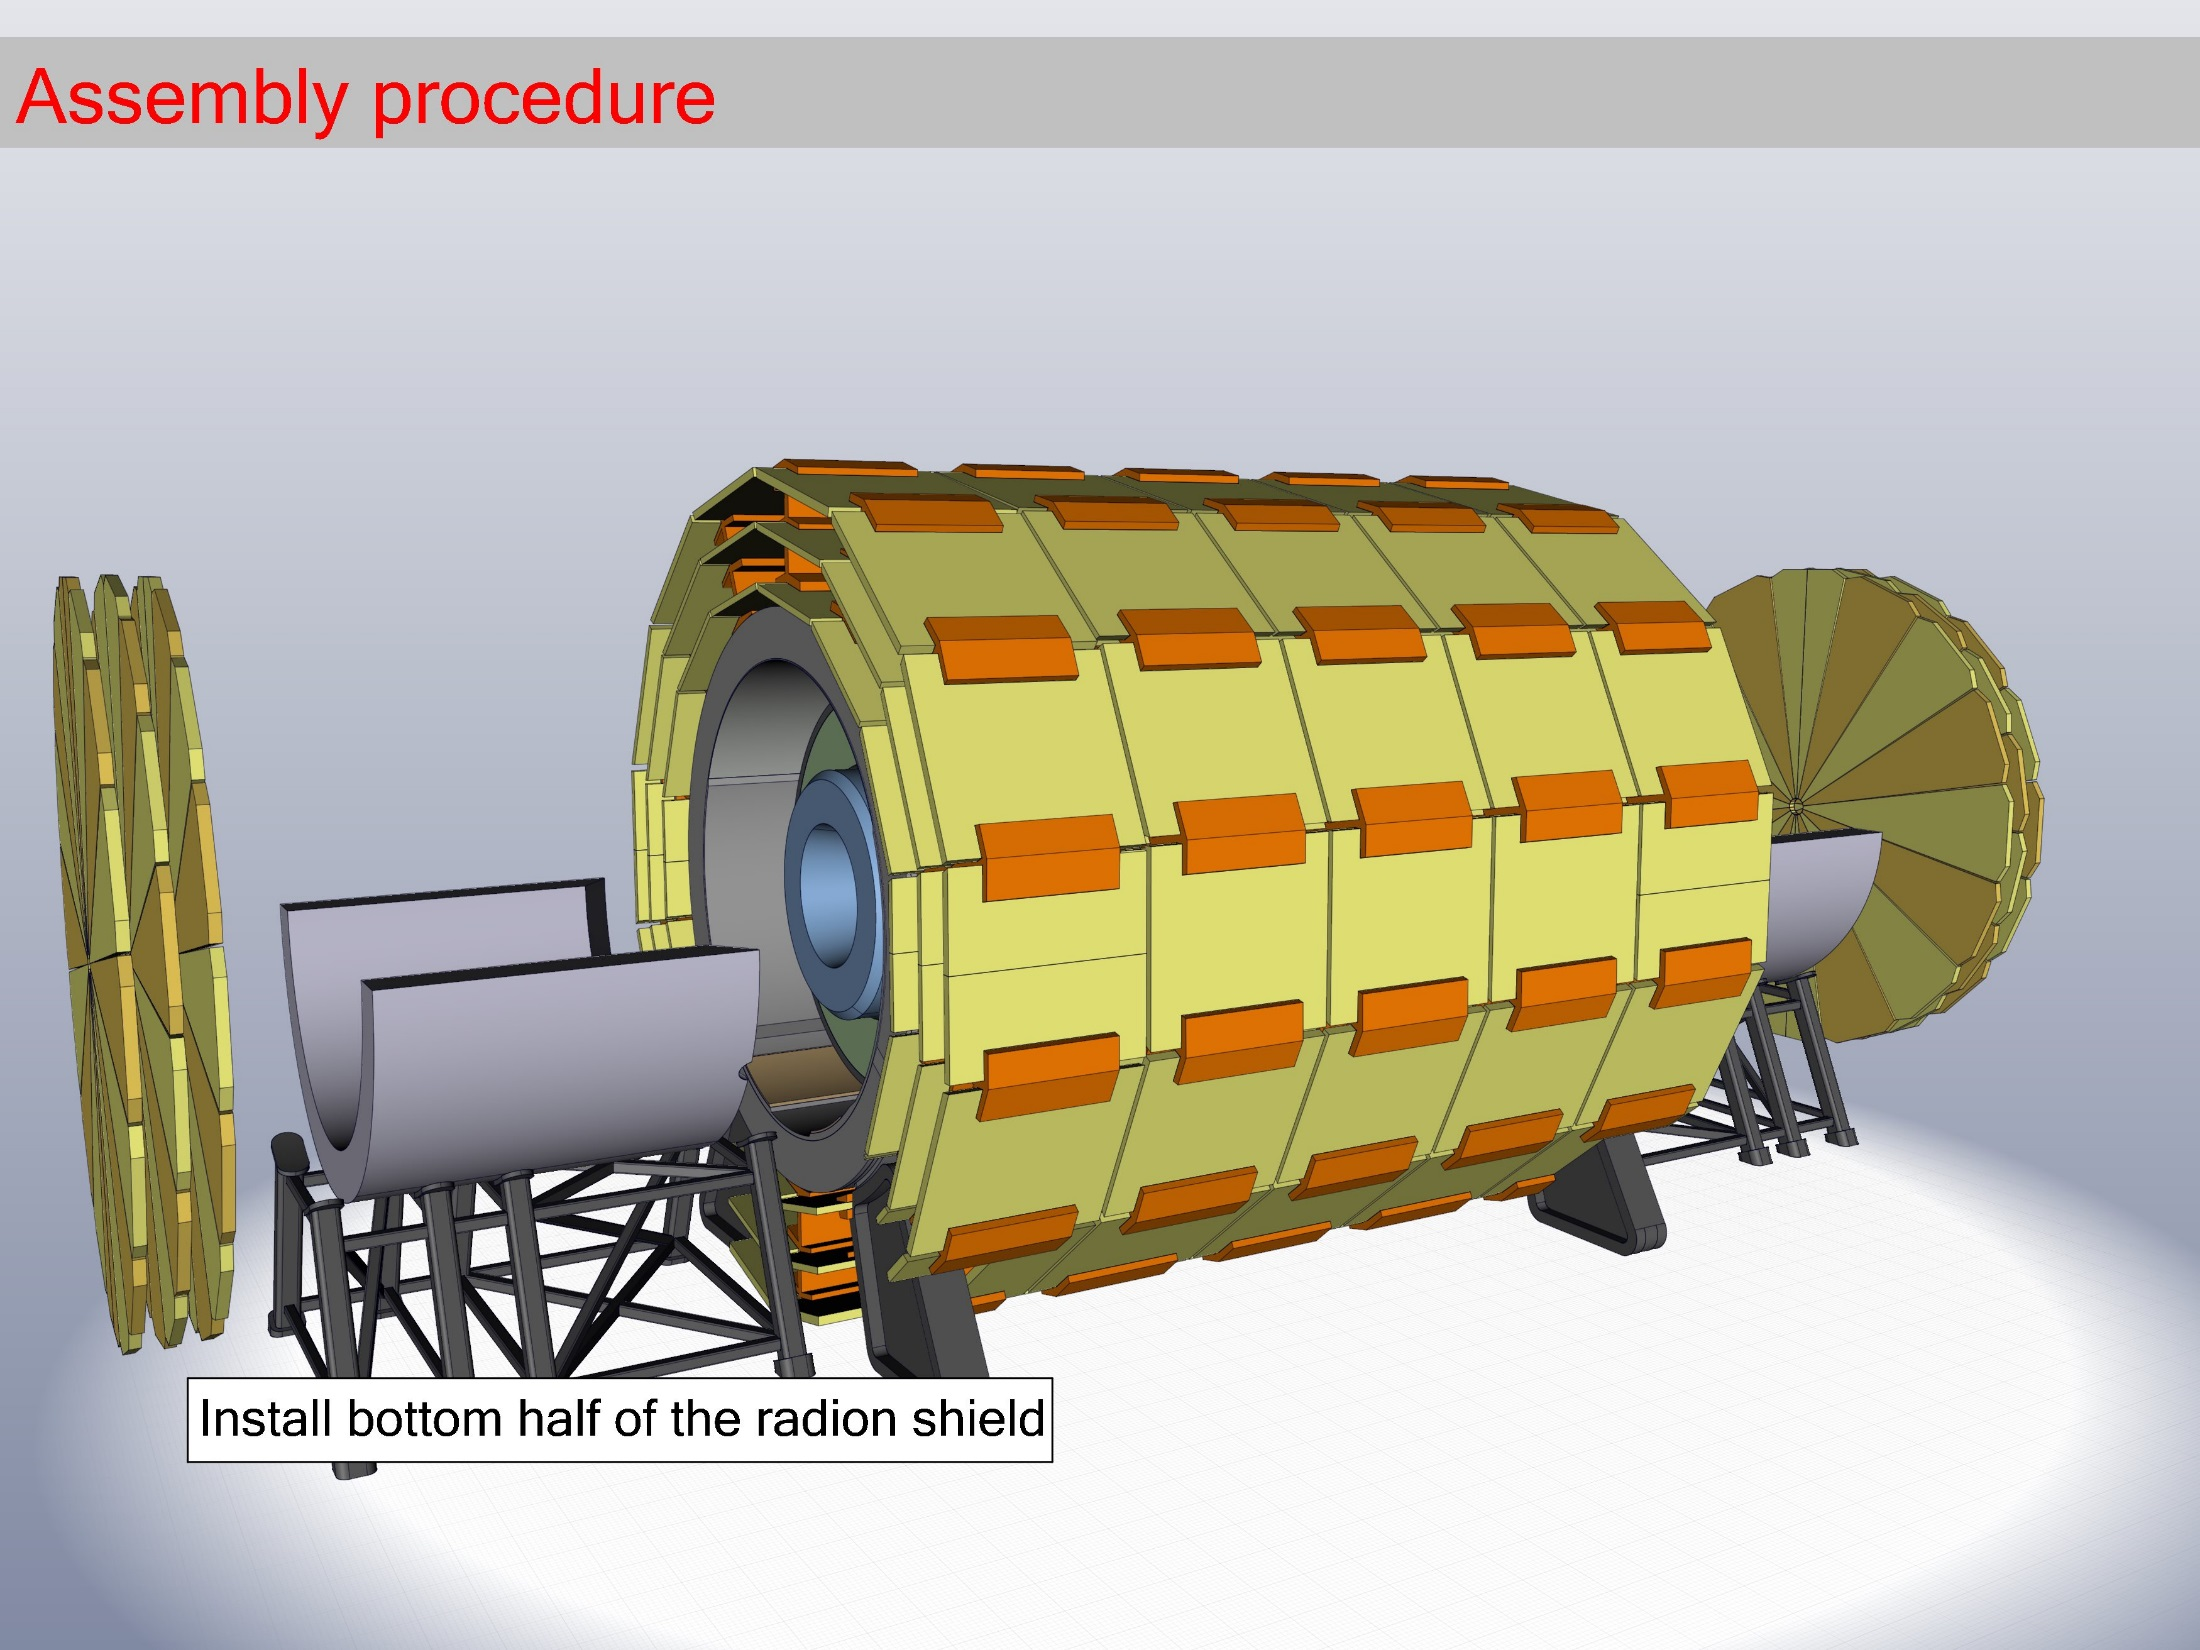 Assembly procedure
Install bottom half of the radion shield